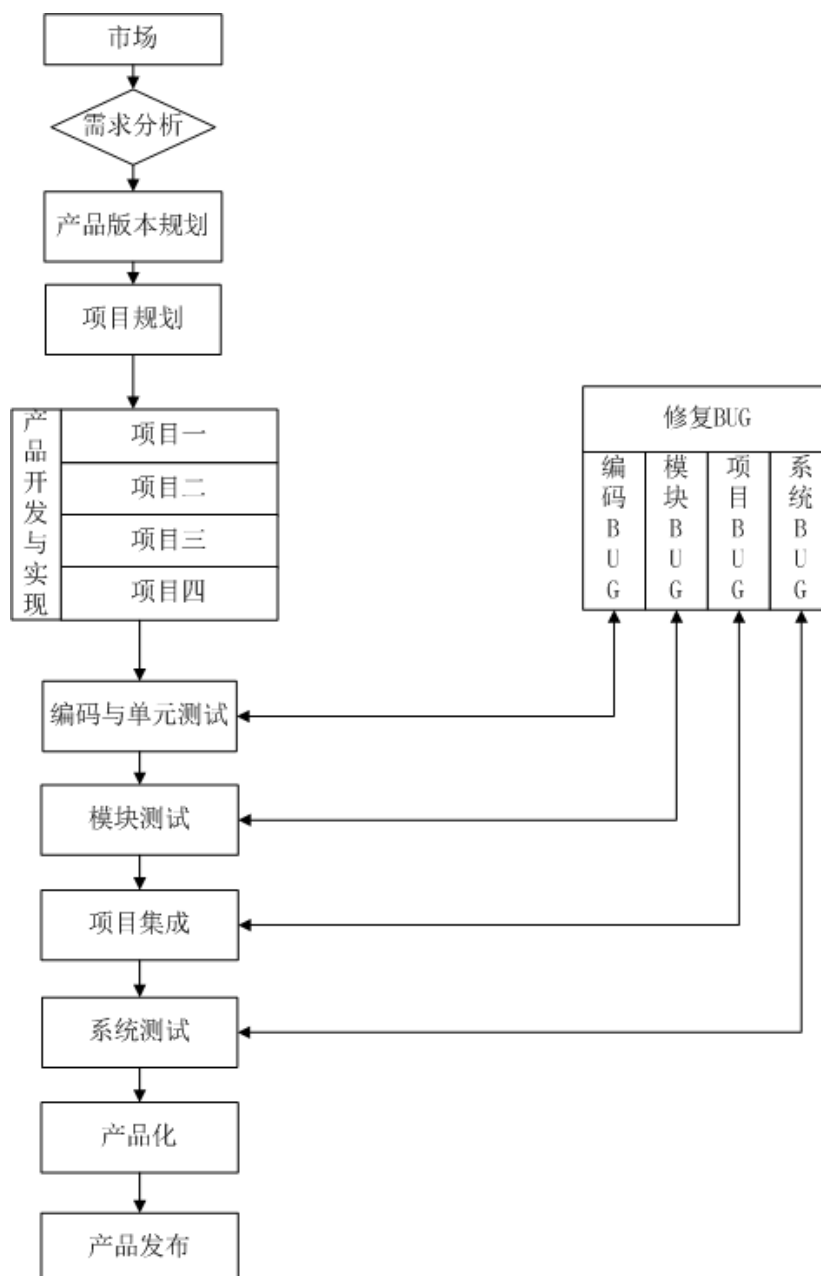 市场
需求分析
产品版本规划
项目规划
产品开发与实现
项目一
项目二
项目三
项目四
修复BUG
编码BUG
模块BUG
项目BUG
系统BUG
编码与单元测试
模块测试
项目集成
系统测试
产品化
产品发布